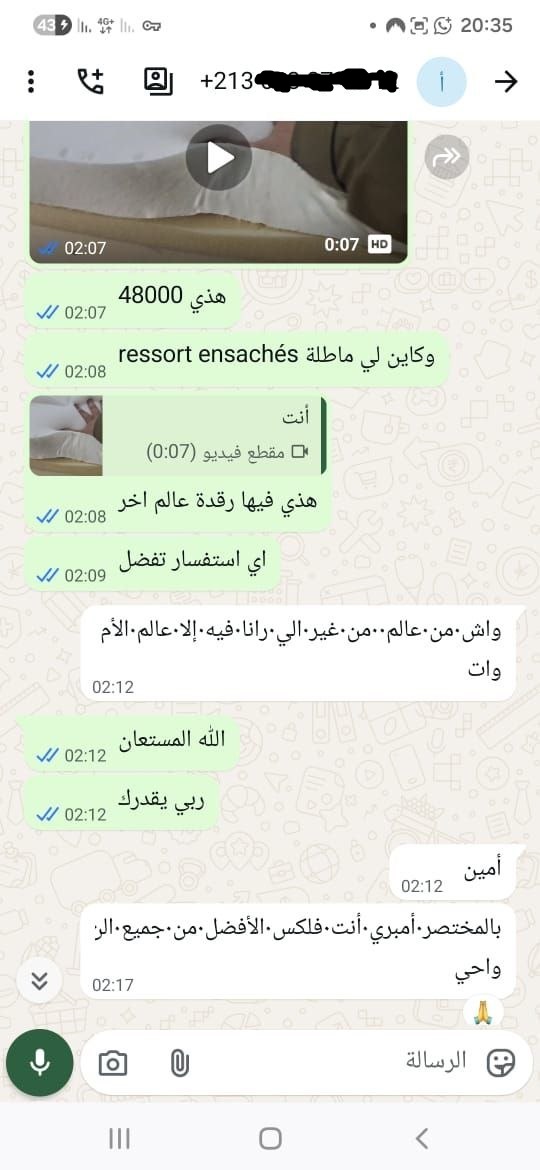 43 4G+ 20:35
+213
أ
02:07 0:07 HD
هذي 48000
02:07
وكاين لي ماطلة ressort ensachés
02:08
أنت
مقطع فيديو (0:07)
هذي فيها رقدة عالم اخر
02:08
اي استفسار تفضل
02:09
واش·من·عالم··من·غير·الي·رانا·فيه·إلا·عالم·الأم
وات
02:12
الله المستعان
02:12
ربي يقدرك
02:12
أمين
02:12
بالمختصر·أمبري·أنت·فلكس·الأفضل·من·جميع·الن
واحي
02:17
الرسالة